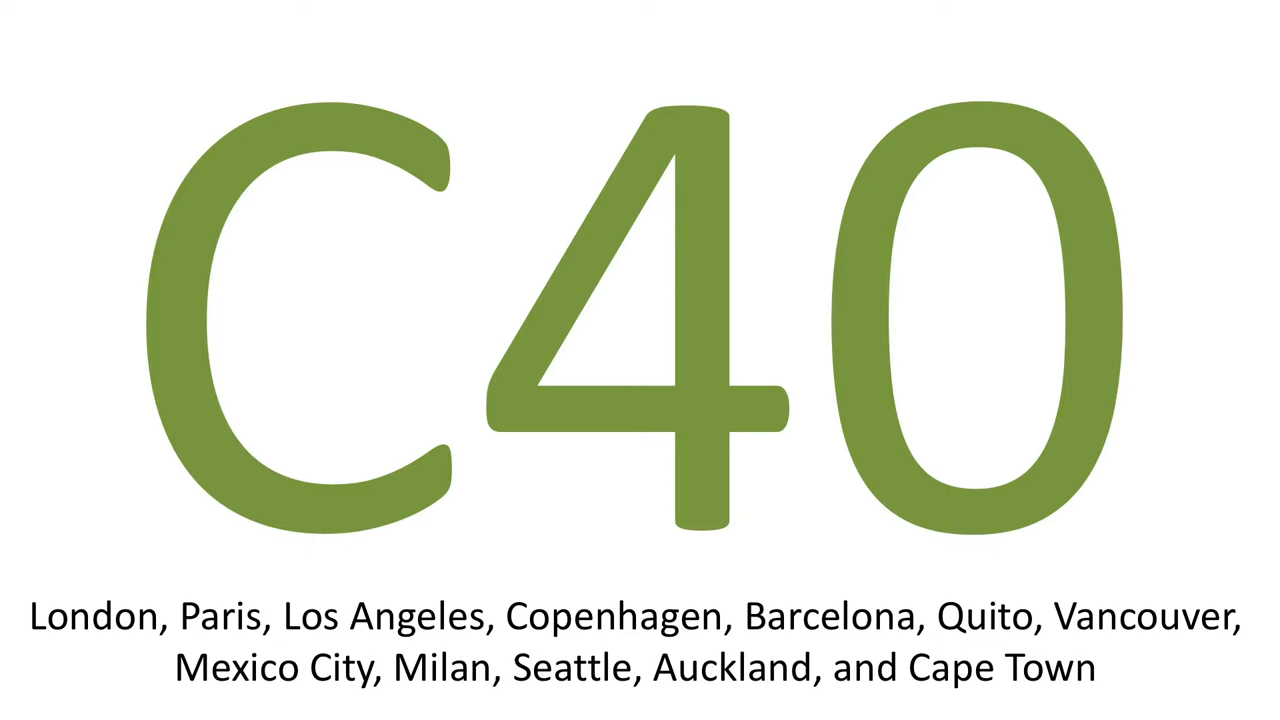 C40
London, Paris, Los Angeles, Copenhagen, Barcelona, Quito, Vancouver,
Mexico City, Milan, Seattle, Auckland, and Cape Town